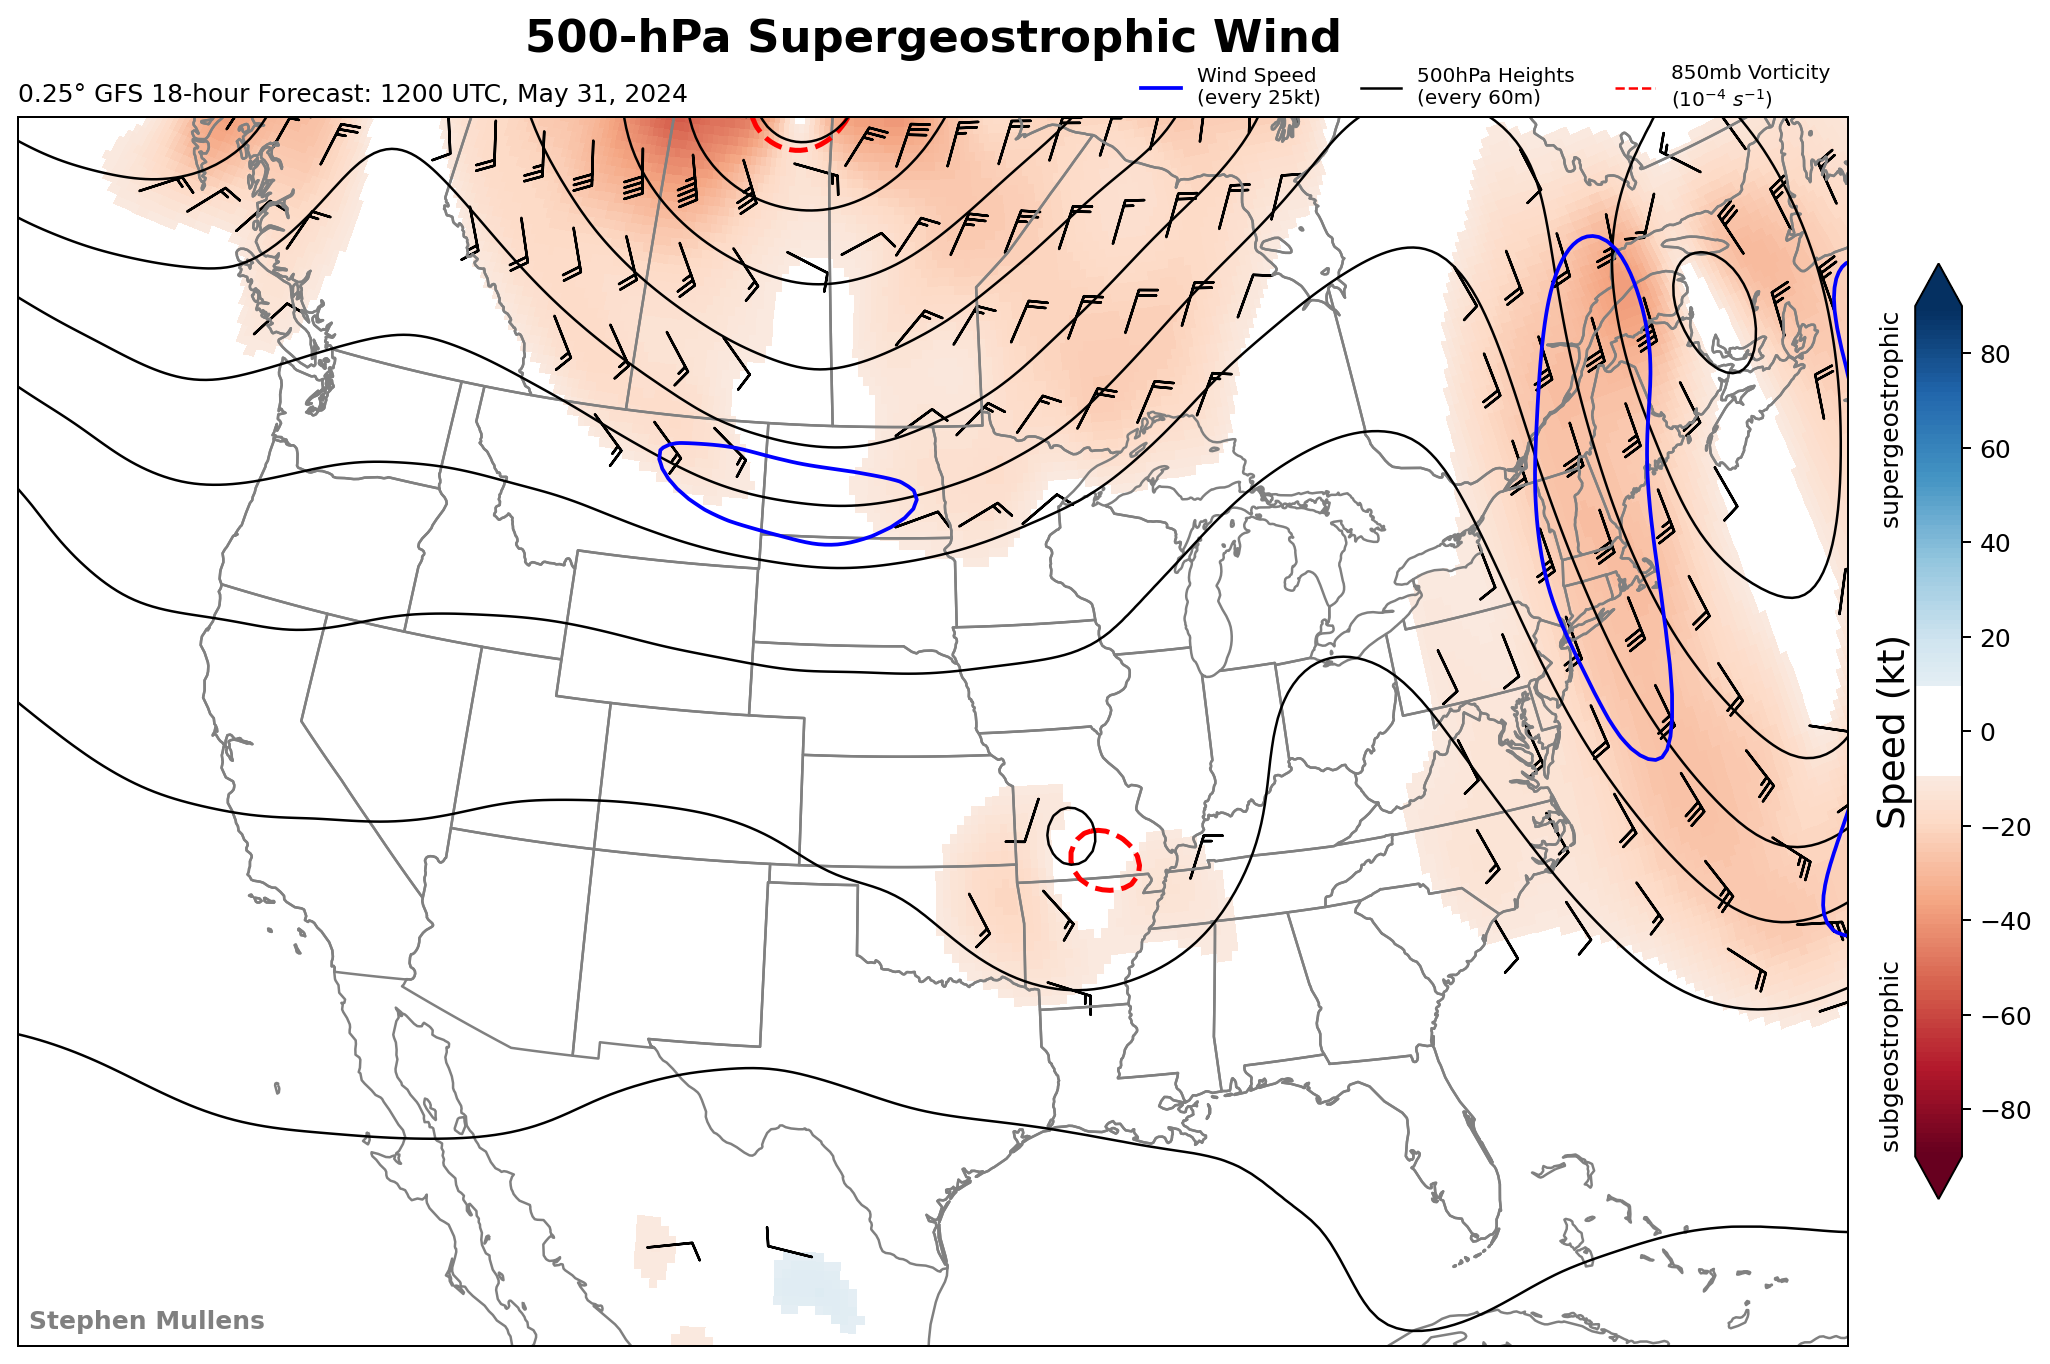 500-hPa Supergeostrophic Wind
0.25° GFS 18-hour Forecast: 1200 UTC, May 31, 2024
Wind Speed
(every 25kt)
500hPa Heights
(every 60m)
850mb Vorticity
(10⁻⁴ s⁻¹)
supergeostrophic
subgeostrophic
Speed (kt)
80
60
40
20
0
−20
−40
−60
−80
Stephen Mullens